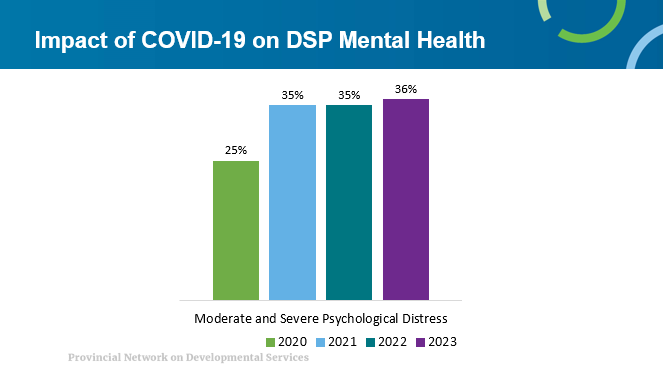 Impact of COVID-19 on DSP Mental Health
36%
35%
35%
25%
Moderate and Severe Psychological Distress
2020 2021 2022 2023
Provincial Network on Developmental Services